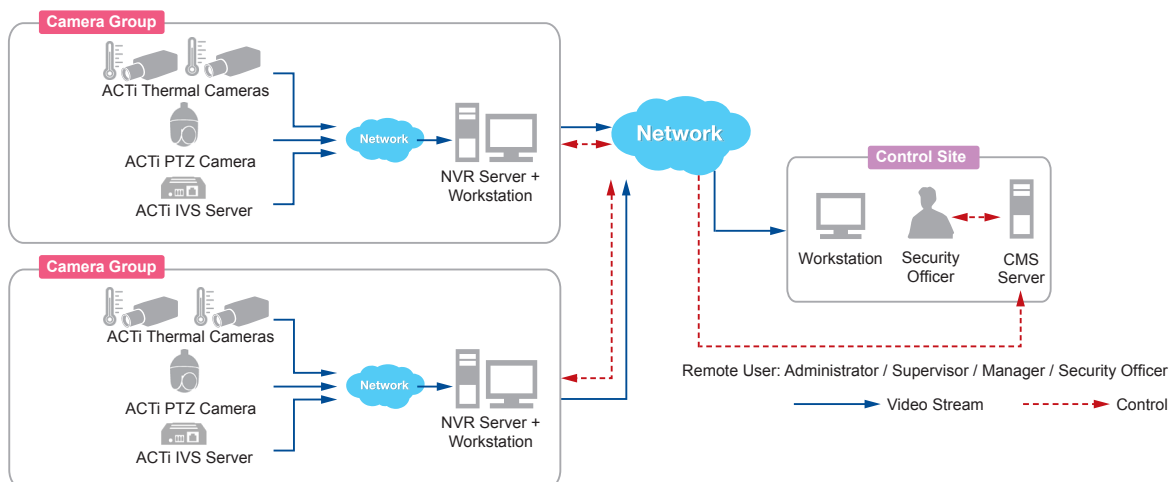 Camera Group
ACTi Thermal Cameras
ACTi PTZ Camera
ACTi IVS Server
Network
NVR Server +
Workstation
Network
Control Site
Workstation
Security
Officer
CMS
Server
Camera Group
ACTi Thermal Cameras
ACTi PTZ Camera
ACTi IVS Server
Network
NVR Server +
Workstation
Remote User: Administrator / Supervisor / Manager / Security Officer
Video Stream
Control